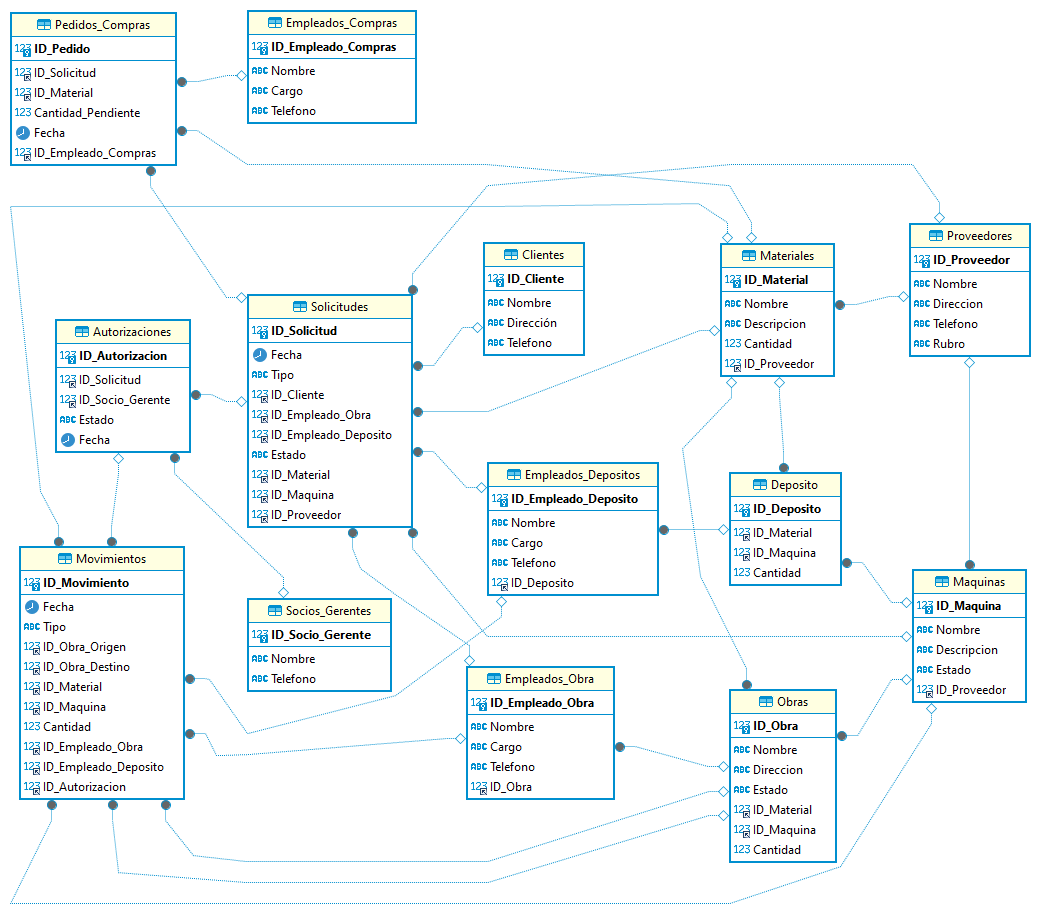 Pedidos_Compras
123 ID_Pedido
123 ID_Solicitud
123 ID_Material
123 Cantidad_Pendiente
Fecha
123 ID_Empleado_Compras
Empleados_Compras
123 ID_Empleado_Compras
ABC Nombre
ABC Cargo
ABC Telefono
Proveedores
123 ID_Proveedor
ABC Nombre
ABC Direccion
ABC Telefono
ABC Rubro
Clientes
123 ID_Cliente
ABC Nombre
ABC Dirección
ABC Telefono
Materiales
123 ID_Material
ABC Nombre
ABC Descripcion
123 Cantidad
123 ID_Proveedor
Solicitudes
123 ID_Solicitud
Fecha
ABC Tipo
123 ID_Cliente
123 ID_Empleado_Obra
123 ID_Empleado_Deposito
ABC Estado
123 ID_Material
123 ID_Maquina
123 ID_Proveedor
Autorizaciones
123 ID_Autorizacion
123 ID_Solicitud
123 ID_Socio_Gerente
ABC Estado
Fecha
Empleados_Depositos
123 ID_Empleado_Deposito
ABC Nombre
ABC Cargo
ABC Telefono
123 ID_Deposito
Deposito
123 ID_Deposito
123 ID_Material
123 ID_Maquina
123 Cantidad
Movimientos
123 ID_Movimiento
Fecha
ABC Tipo
123 ID_Obra_Origen
123 ID_Obra_Destino
123 ID_Material
123 ID_Maquina
123 Cantidad
123 ID_Empleado_Obra
123 ID_Empleado_Deposito
123 ID_Autorizacion
Socios_Gerentes
123 ID_Socio_Gerente
ABC Nombre
ABC Telefono
Maquinas
123 ID_Maquina
ABC Nombre
ABC Descripcion
ABC Estado
123 ID_Proveedor
Empleados_Obra
123 ID_Empleado_Obra
ABC Nombre
ABC Cargo
ABC Telefono
123 ID_Obra
Obras
123 ID_Obra
ABC Nombre
ABC Direccion
ABC Estado
123 ID_Material
123 ID_Maquina
123 Cantidad